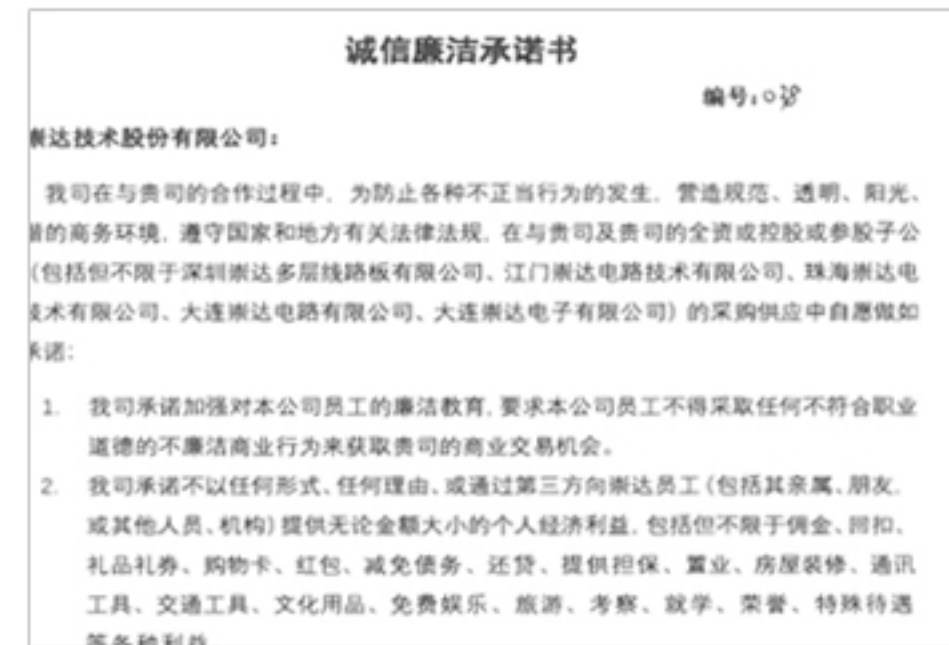 诚信廉洁承诺书
编号:038
崇达技术股份有限公司:
我司在与贵司的合作过程中,为防止各种不正当行为的发生,营造规范、透明、阳光、
谐的商务环境,遵守国家和地方有关法律法规,在与贵司及贵司的全资或控股或参股子公
(包括但不限于深圳崇达多层线路板有限公司、江门崇达电路技术有限公司、珠海崇达电
技术有限公司、大连崇达电路有限公司、大连崇达电子有限公司)的采购供应中自愿做如
承诺:
1. 我司承诺加强对本公司员工的廉洁教育,要求本公司员工不得采取任何不符合职业
道德的不廉洁商业行为来获取贵司的商业交易机会。
2. 我司承诺不以任何形式、任何理由、或通过第三方向崇达员工(包括其亲属、朋友,
或其他人员、机构)提供无论金额大小的个人经济利益,包括但不限于佣金、回扣、
礼品礼券、购物卡、红包、减免债务、还贷、提供担保、置业、房屋装修、通讯
工具、交通工具、文化用品、免费娱乐、旅游、考察、就学、荣誉、特殊待遇
等各种利益